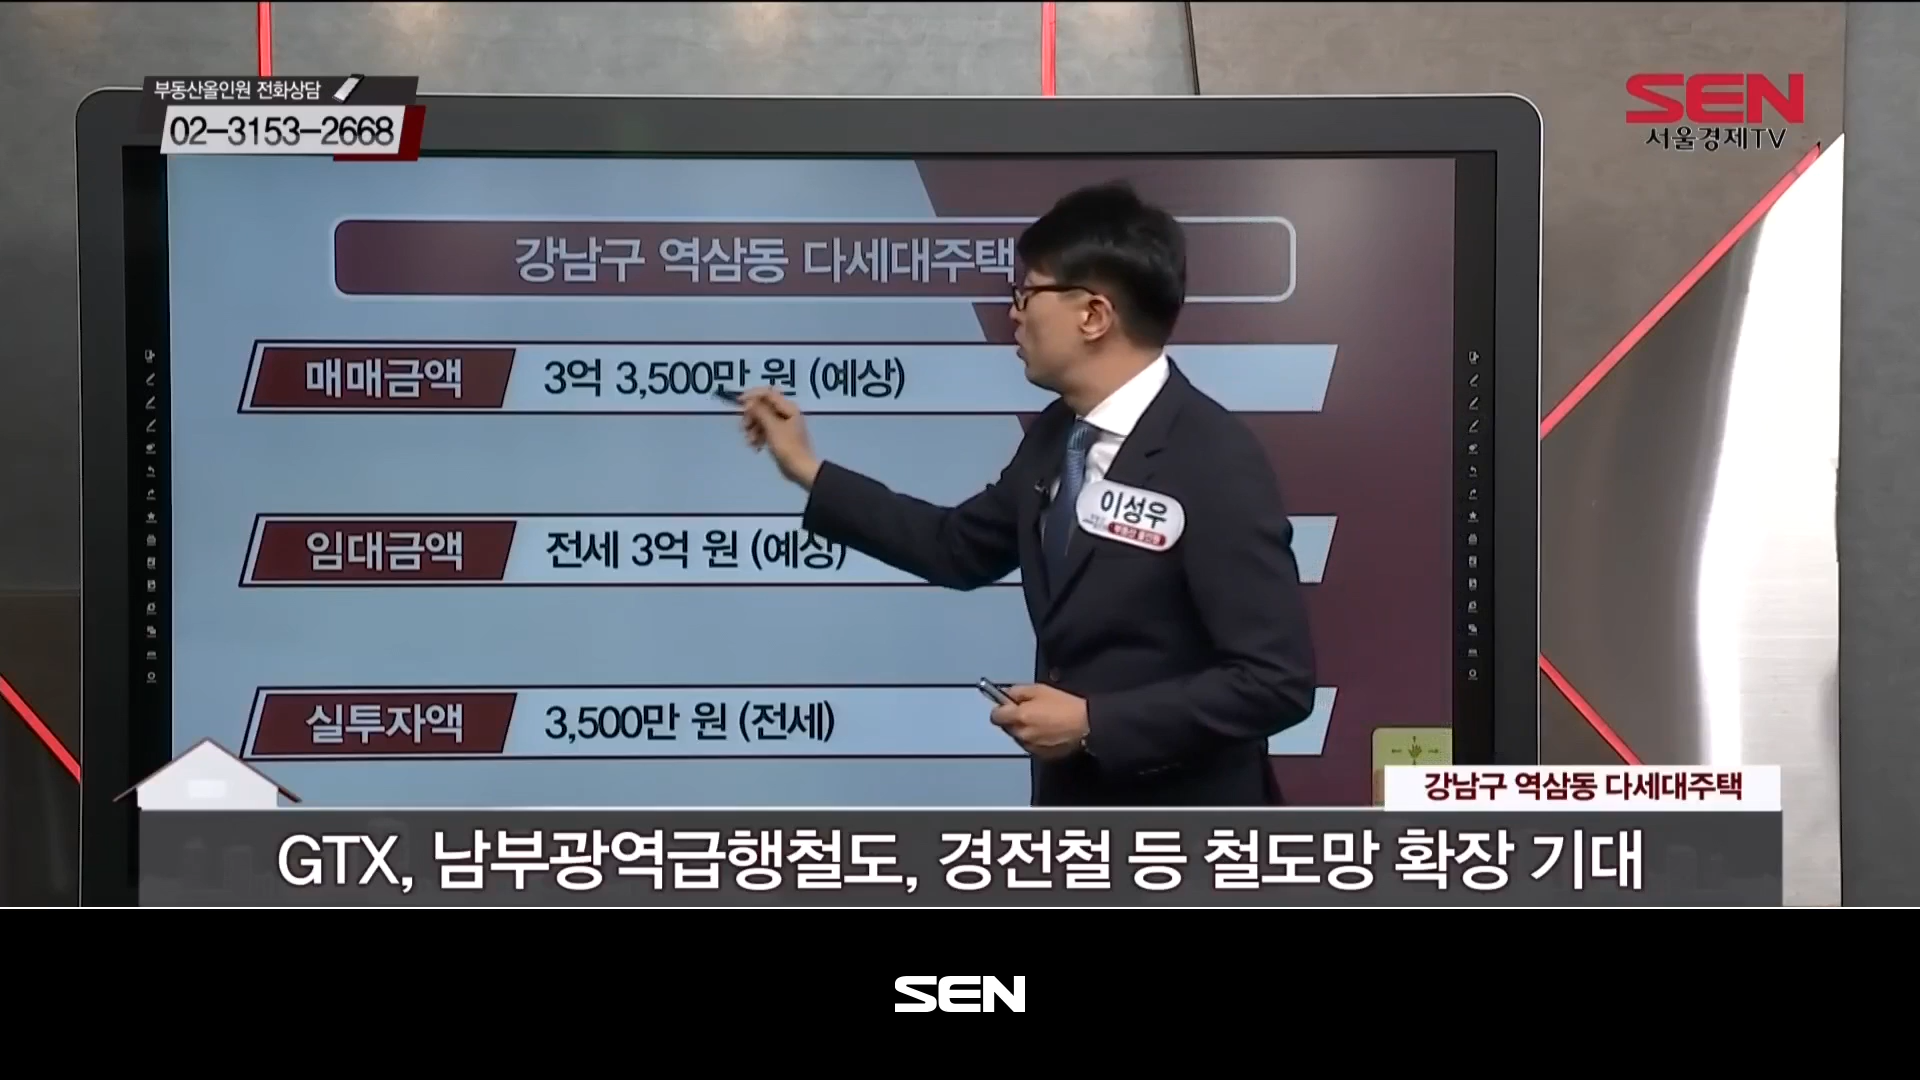 부동산올인원 전화상담
02-3153-2668
SEN
서울경제TV
강남구 역삼동 다세대주택
매매금액
3억 3,500만 원 (예상)
임대금액
전세 3억 원 (예상)
이성우
실투자액
3,500만 원 (전세)
강남구 역삼동 다세대주택
GTX, 남부광역급행철도, 경전철 등 철도망 확장 기대
SEN